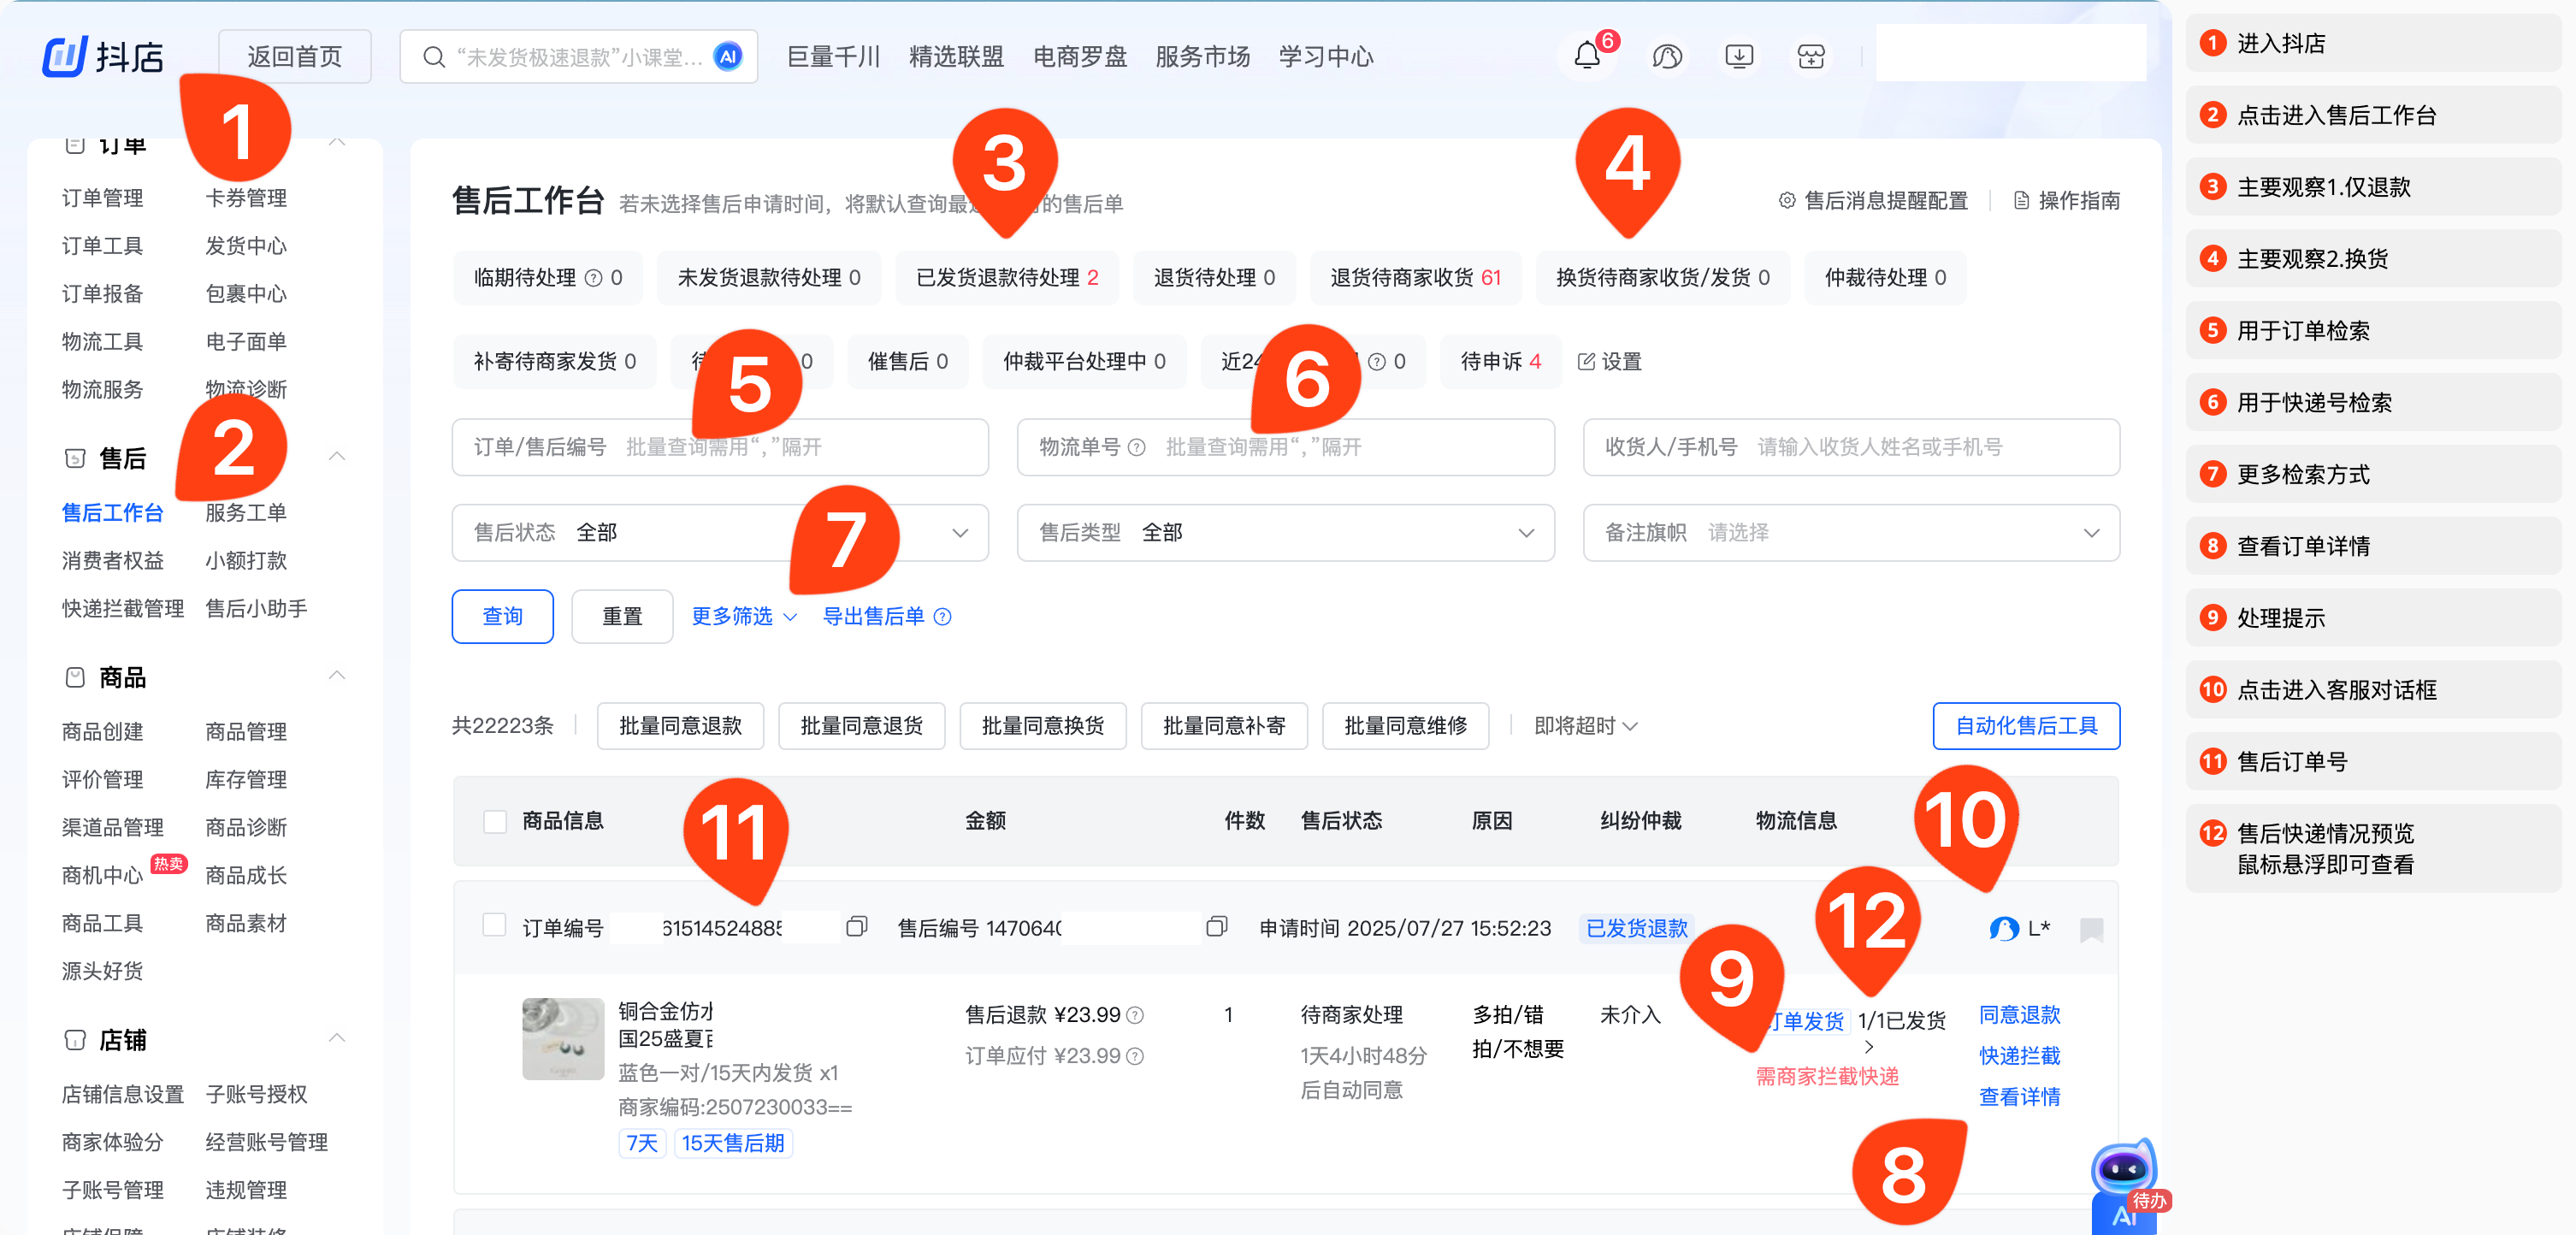 抖店
返回首页
“未发货极速退款”小课堂...
AI
巨量千川
精选联盟
电商罗盘
服务市场
学习中心
6
1
订单
订单管理
卡券管理
订单工具
发货中心
订单报备
包裹中心
物流工具
电子面单
物流服务
物流诊断
2
售后
售后工作台
服务工单
消费者权益
小额打款
快递拦截管理
售后小助手
商品
商品创建
商品管理
评价管理
库存管理
渠道品管理
商品诊断
商机中心
热卖
商品成长
商品工具
商品素材
源头好货
店铺
店铺信息设置
子账号授权
商家体验分
经营账号管理
子账号管理
违规管理
3
4
售后工作台
若未选择售后申请时间，将默认查询最近
的售后单
售后消息提醒配置
操作指南
临期待处理 0
未发货退款待处理 0
已发货退款待处理 2
退货待处理 0
退货待商家收货 61
换货待商家收货/发货 0
仲裁待处理 0
补寄待商家发货 0
0
催售后 0
仲裁平台处理中 0
近24
0
待申诉 4
设置
5
6
订单/售后编号 批量查询需用“，”隔开
物流单号 批量查询需用“，”隔开
收货人/手机号 请输入收货人姓名或手机号
7
售后状态 全部
售后类型 全部
备注旗帜 请选择
查询
重置
更多筛选
导出售后单
共22223条
批量同意退款
批量同意退货
批量同意换货
批量同意补寄
批量同意维修
即将超时
自动化售后工具
11
10
商品信息
金额
件数
售后状态
原因
纠纷仲裁
物流信息
12
9
订单编号 61514524885
售后编号 1470640
申请时间 2025/07/27 15:52:23
已发货退款
L*
铜合金仿水
国25盛夏
蓝色一对/15天内发货 x1
商家编码:2507230033==
7天
15天售后期
售后退款 ¥23.99
订单应付 ¥23.99
1
待商家处理
1天4小时48分
后自动同意
多拍/错
拍/不想要
未介入
订单发货 1/1已发货
需商家拦截快递
同意退款
快递拦截
查看详情
8
待办
AI
1 进入抖店
2 点击进入售后工作台
3 主要观察1.仅退款
4 主要观察2.换货
5 用于订单检索
6 用于快递号检索
7 更多检索方式
8 查看订单详情
9 处理提示
10 点击进入客服对话框
11 售后订单号
12 售后快递情况预览
鼠标悬浮即可查看